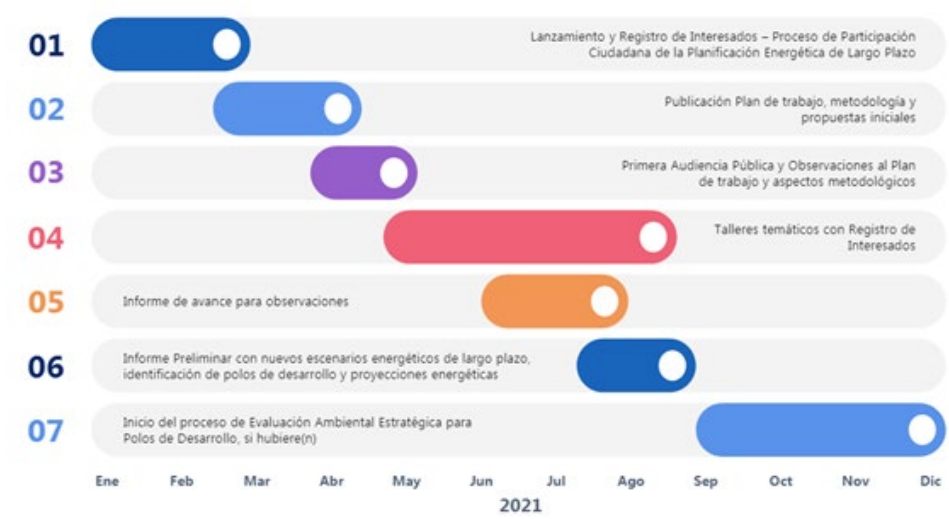 01
Lanzamiento y Registro de Interesados – Proceso de Participación
Ciudadana de la Planificación Energética de Largo Plazo
02
Publicación Plan de trabajo, metodología y
propuestas iniciales
03
Primera Audiencia Pública y Observaciones al Plan
de trabajo y aspectos metodológicos
04
Talleres temáticos con Registro de
Interesados
05
Informe de avance para observaciones
06
Informe Preliminar con nuevos escenarios energéticos de largo plazo,
identificación de polos de desarrollo y proyecciones energéticas
07
Inicio del proceso de Evaluación Ambiental Estratégica para
Polos de Desarrollo, si hubiere(n)
Ene Feb Mar Abr May Jun Jul Ago Sep Oct Nov Dic
2021